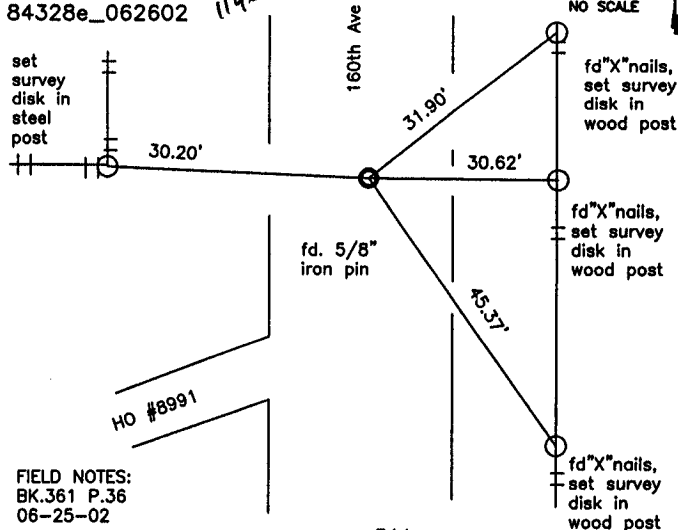 84328e_062602
NO SCALE
160th Ave
set
survey
disk in
steel
post
30.20'
31.90'
30.62'
45.37'
fd"X"nails,
set survey
disk in
wood post
fd"X"nails,
set survey
disk in
wood post
fd. 5/8"
iron pin
HO #8991
FIELD NOTES:
BK.361 P.36
06-25-02
fd"X"nails,
set survey
disk in
wood post